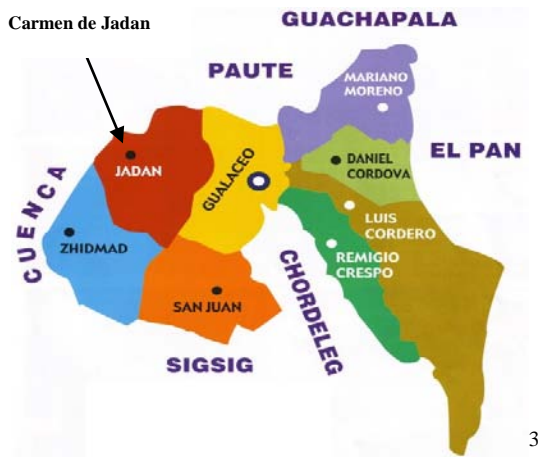 GUACHAPALA
Carmen de Jadan
PAUTE
MARIANO
MORENO
EL PAN
DANIEL
CORDOVA
JADAN
GUALACEO
CUENCA
LUIS
CORDERO
ZHIDMAD
REMIGIO
CRESPO
CHORDELEG
SAN JUAN
SIGSIG
3